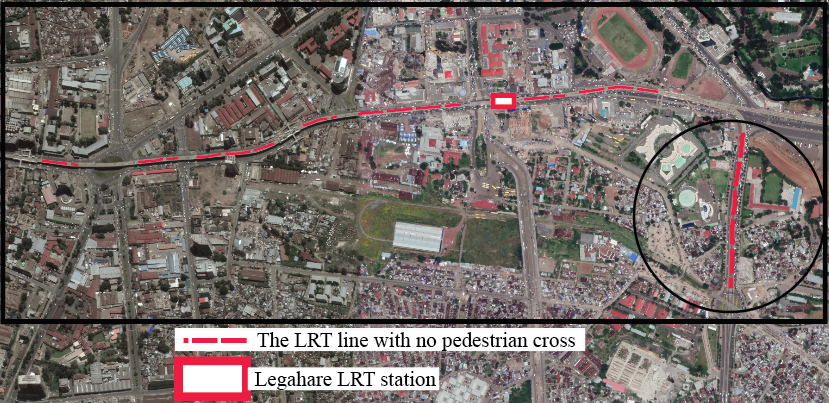 The LRT line with no pedestrian cross
Legahare LRT station